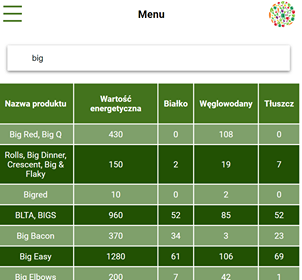 Menu
big
Nazwa produktu Wartość energetyczna Białko Węglowodany Tłuszcz
Big Red, Big Q 430 0 108 0
Rolls, Big Dinner, Crescent, Big & Flaky 150 2 19 7
Bigred 10 0 2 0
BLTA, BIGS 960 52 85 52
Big Bacon 370 34 3 23
Big Easy 1280 61 106 69
Big Elbows 200 7 42 1